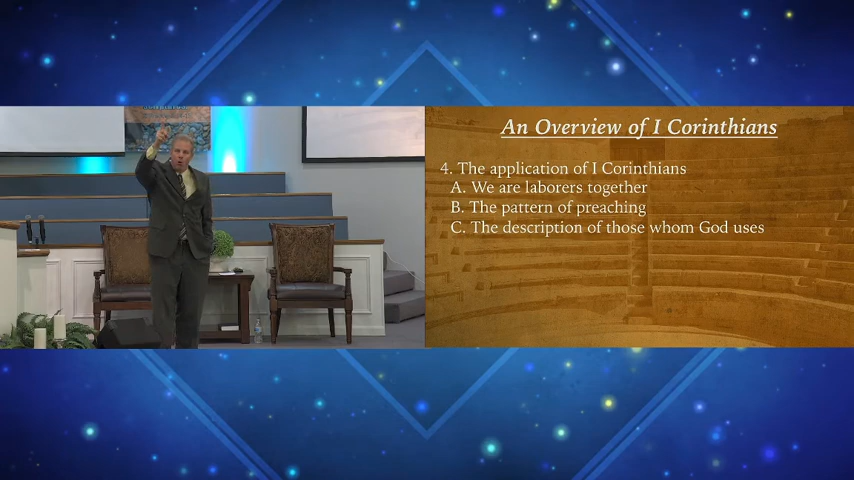 An Overview of I Corinthians
4. The application of I Corinthians
A. We are laborers together
B. The pattern of preaching
C. The description of those whom God uses